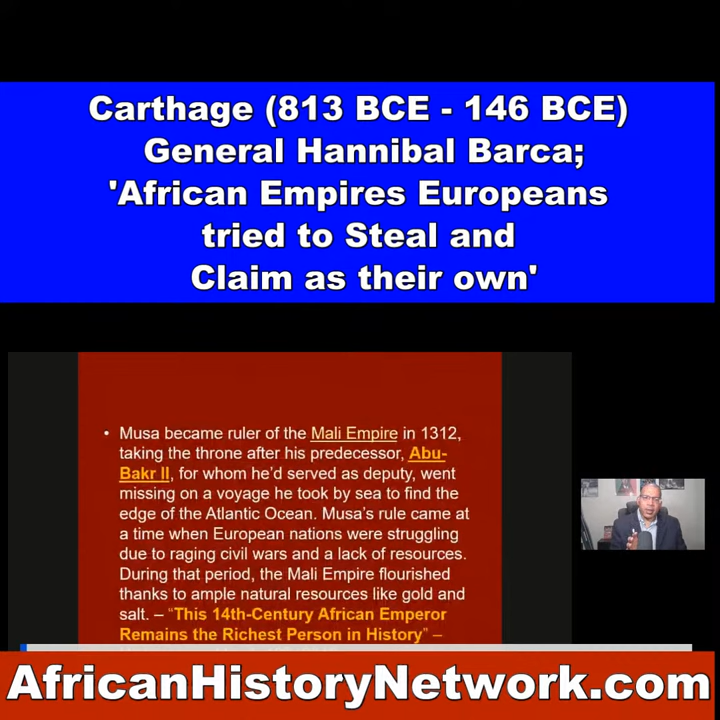 Carthage (813 BCE - 146 BCE)
General Hannibal Barca;
'African Empires Europeans
tried to Steal and
Claim as their own'
• Musa became ruler of the Mali Empire in 1312,
taking the throne after his predecessor, Abu-
Bakr II, for whom he'd served as deputy, went
missing on a voyage he took by sea to find the
edge of the Atlantic Ocean. Musa's rule came at
a time when European nations were struggling
due to raging civil wars and a lack of resources.
During that period, the Mali Empire flourished
thanks to ample natural resources like gold and
salt. – "This 14th-Century African Emperor
Remains the Richest Person in History" –
AfricanHistoryNetwork.com